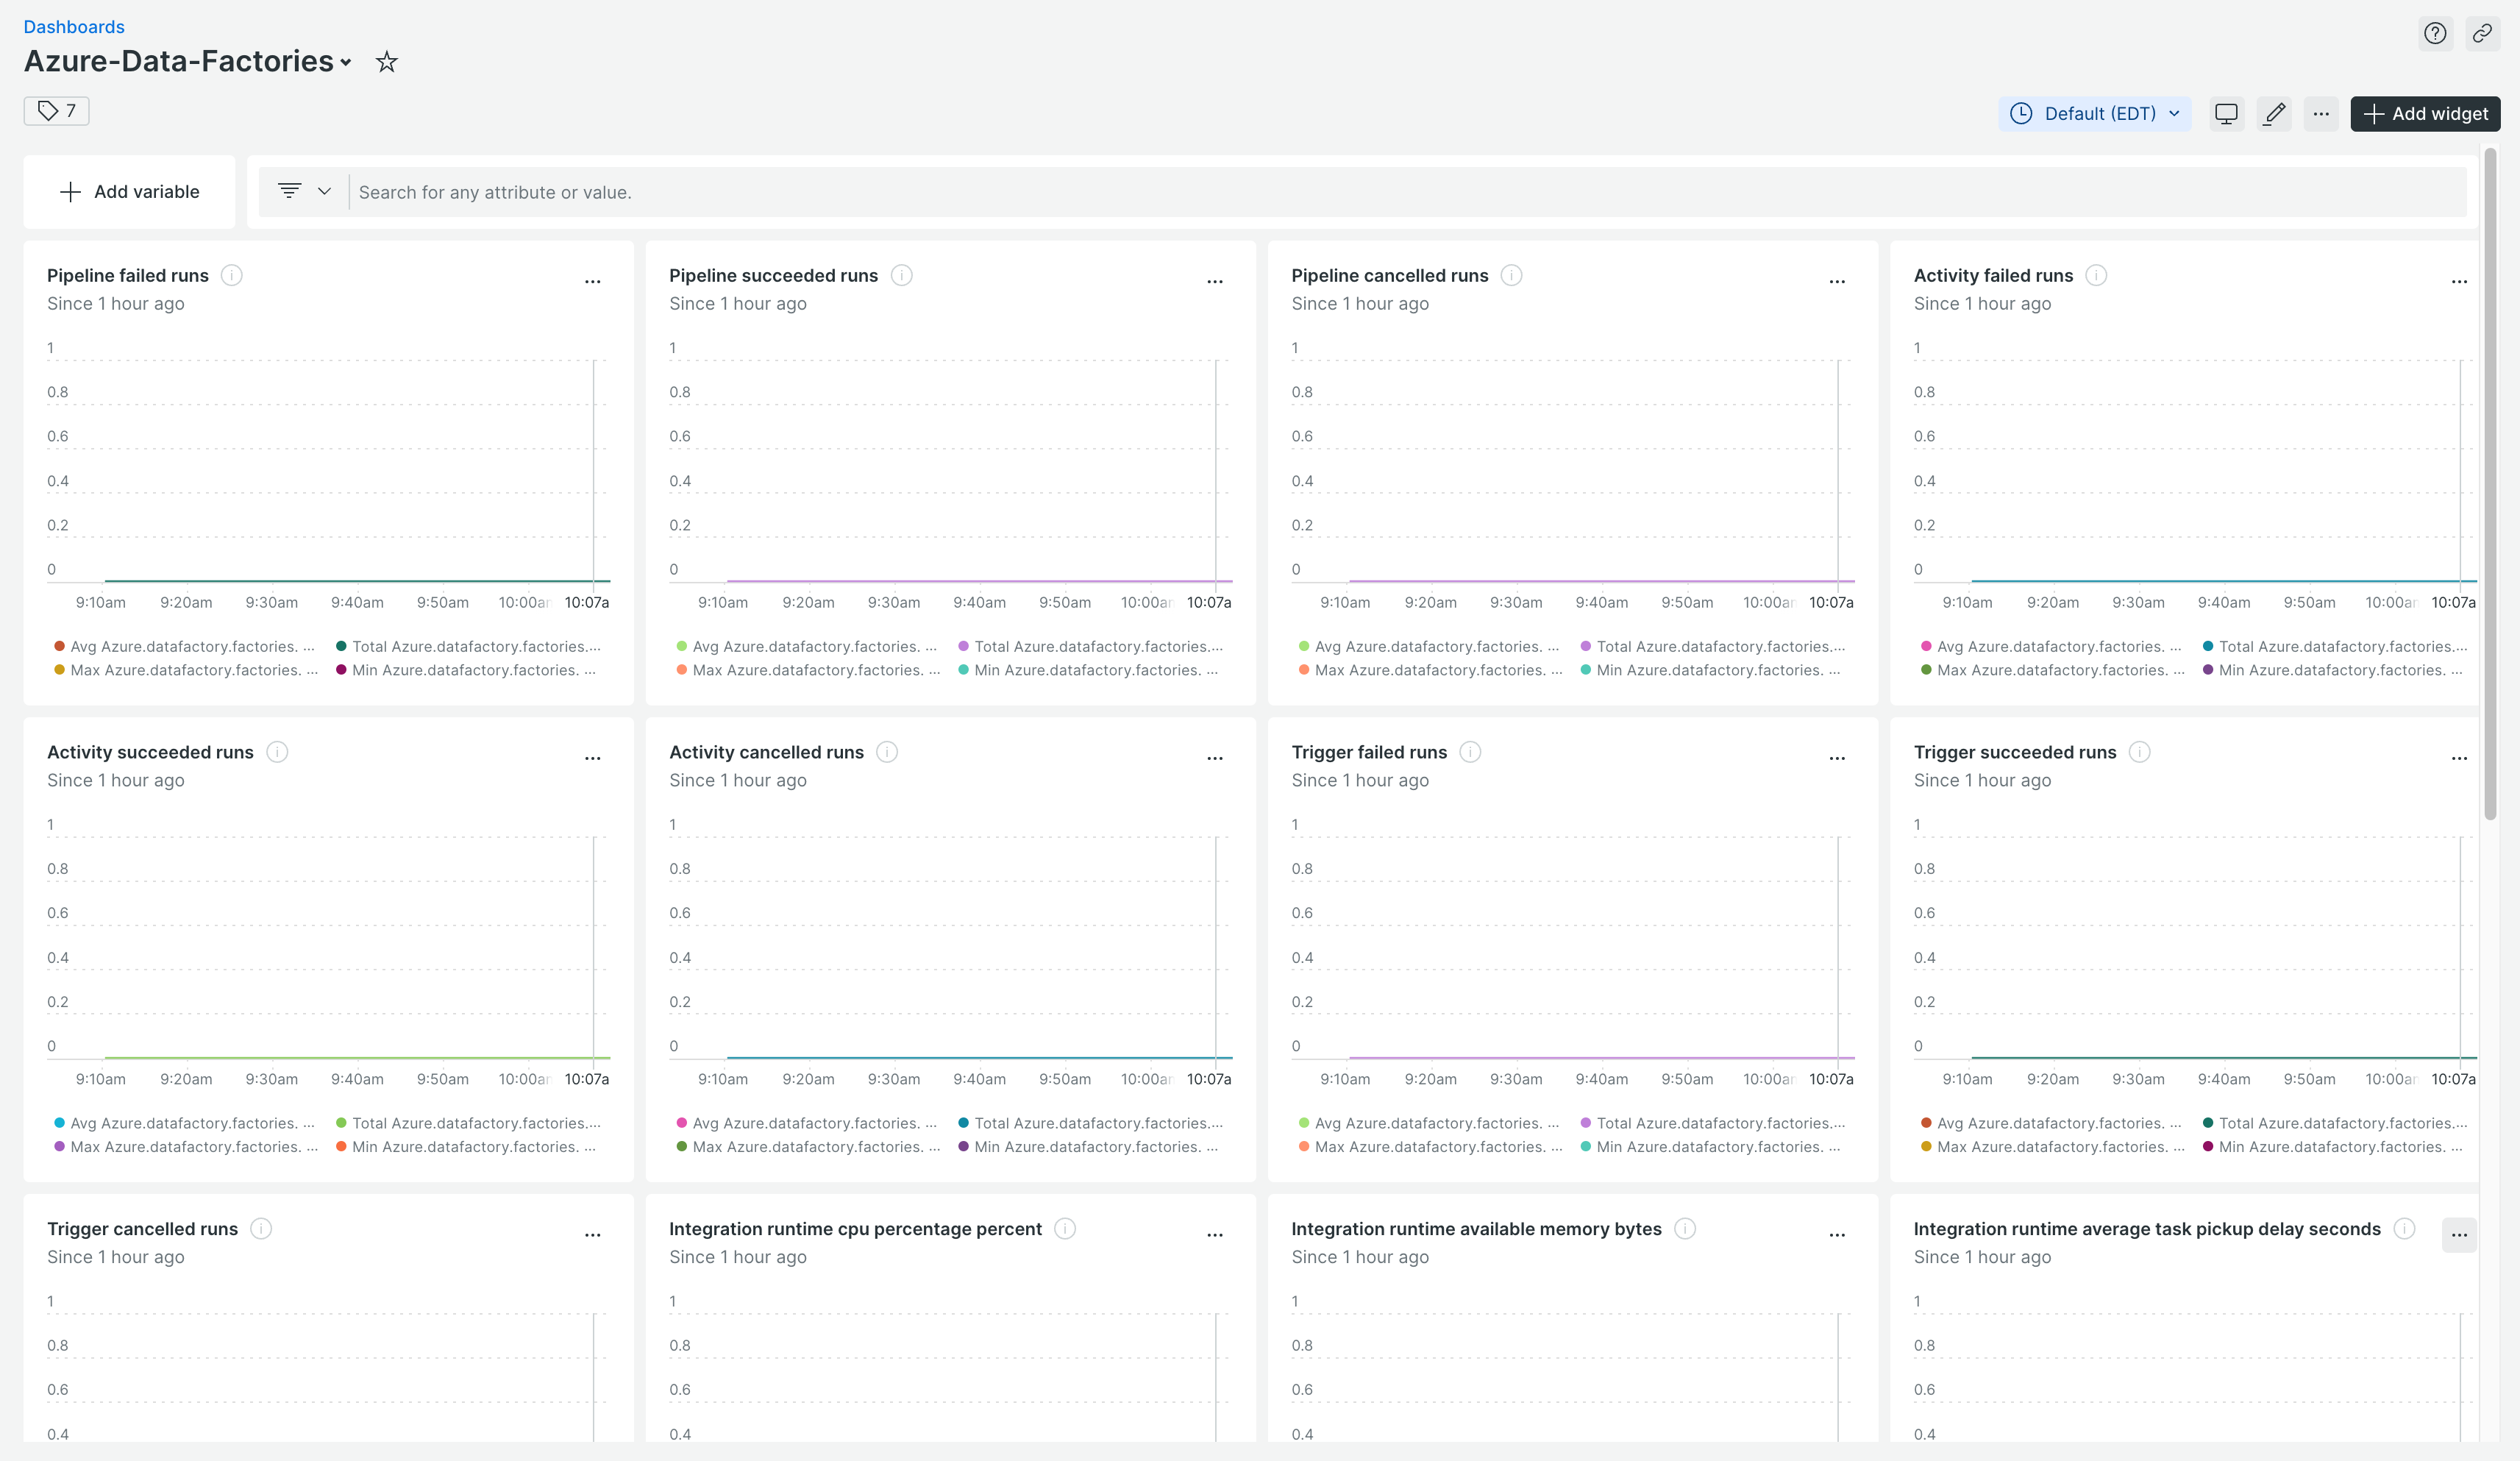 Dashboards
Azure-Data-Factories
7
Default (EDT)
Add widget
Add variable
Search for any attribute or value.
Pipeline failed runs
Since 1 hour ago
1
0.8
0.6
0.4
0.2
0
9:10am 9:20am 9:30am 9:40am 9:50am 10:00am 10:07a
Avg Azure.datafactory.factories. ... Total Azure.datafactory.factories....
Max Azure.datafactory.factories. ... Min Azure.datafactory.factories. ...
Pipeline succeeded runs
Since 1 hour ago
1
0.8
0.6
0.4
0.2
0
9:10am 9:20am 9:30am 9:40am 9:50am 10:00am 10:07a
Avg Azure.datafactory.factories. ... Total Azure.datafactory.factories....
Max Azure.datafactory.factories. ... Min Azure.datafactory.factories. ...
Pipeline cancelled runs
Since 1 hour ago
1
0.8
0.6
0.4
0.2
0
9:10am 9:20am 9:30am 9:40am 9:50am 10:00am 10:07a
Avg Azure.datafactory.factories. ... Total Azure.datafactory.factories....
Max Azure.datafactory.factories. ... Min Azure.datafactory.factories. ...
Activity failed runs
Since 1 hour ago
1
0.8
0.6
0.4
0.2
0
9:10am 9:20am 9:30am 9:40am 9:50am 10:00am 10:07a
Avg Azure.datafactory.factories. ... Total Azure.datafactory.factories....
Max Azure.datafactory.factories. ... Min Azure.datafactory.factories. ...
Activity succeeded runs
Since 1 hour ago
1
0.8
0.6
0.4
0.2
0
9:10am 9:20am 9:30am 9:40am 9:50am 10:00am 10:07a
Avg Azure.datafactory.factories. ... Total Azure.datafactory.factories....
Max Azure.datafactory.factories. ... Min Azure.datafactory.factories. ...
Activity cancelled runs
Since 1 hour ago
1
0.8
0.6
0.4
0.2
0
9:10am 9:20am 9:30am 9:40am 9:50am 10:00am 10:07a
Avg Azure.datafactory.factories. ... Total Azure.datafactory.factories....
Max Azure.datafactory.factories. ... Min Azure.datafactory.factories. ...
Trigger failed runs
Since 1 hour ago
1
0.8
0.6
0.4
0.2
0
9:10am 9:20am 9:30am 9:40am 9:50am 10:00am 10:07a
Avg Azure.datafactory.factories. ... Total Azure.datafactory.factories....
Max Azure.datafactory.factories. ... Min Azure.datafactory.factories. ...
Trigger succeeded runs
Since 1 hour ago
1
0.8
0.6
0.4
0.2
0
9:10am 9:20am 9:30am 9:40am 9:50am 10:00am 10:07a
Avg Azure.datafactory.factories. ... Total Azure.datafactory.factories....
Max Azure.datafactory.factories. ... Min Azure.datafactory.factories. ...
Trigger cancelled runs
Since 1 hour ago
1
0.8
0.6
0.4
Integration runtime cpu percentage percent
Since 1 hour ago
1
0.8
0.6
0.4
Integration runtime available memory bytes
Since 1 hour ago
1
0.8
0.6
0.4
Integration runtime average task pickup delay seconds
Since 1 hour ago
1
0.8
0.6
0.4